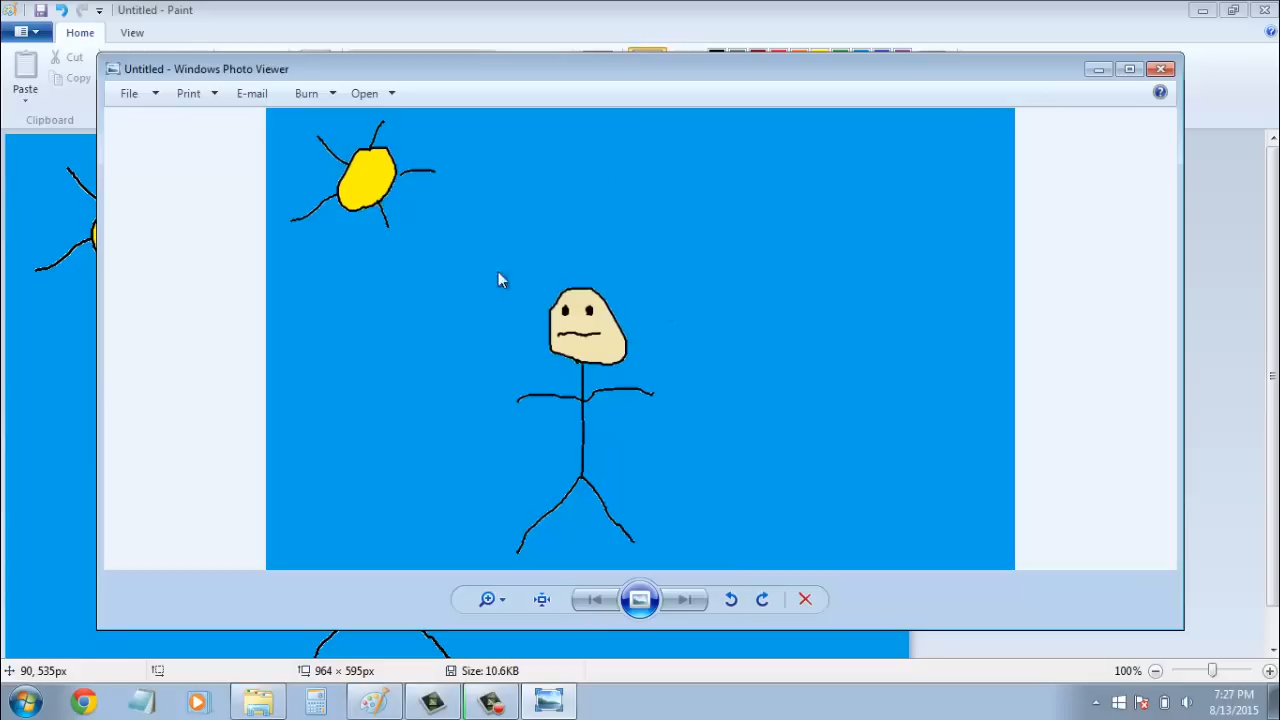 Untitled - Paint
Home
View
Paste
Cut
Copy
Clipboard
Untitled - Windows Photo Viewer
File
Print
E-mail
Burn
Open
90, 535px
964 × 595px
Size: 10.6KB
100%
7:27 PM
8/13/2015